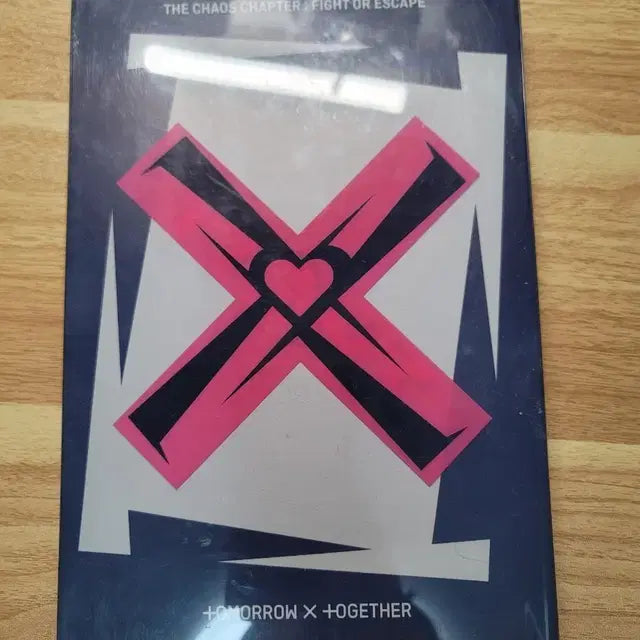 THE CHAOS CHAPTER : FIGHT OR ESCAPE
TOMORROW X TOGETHER